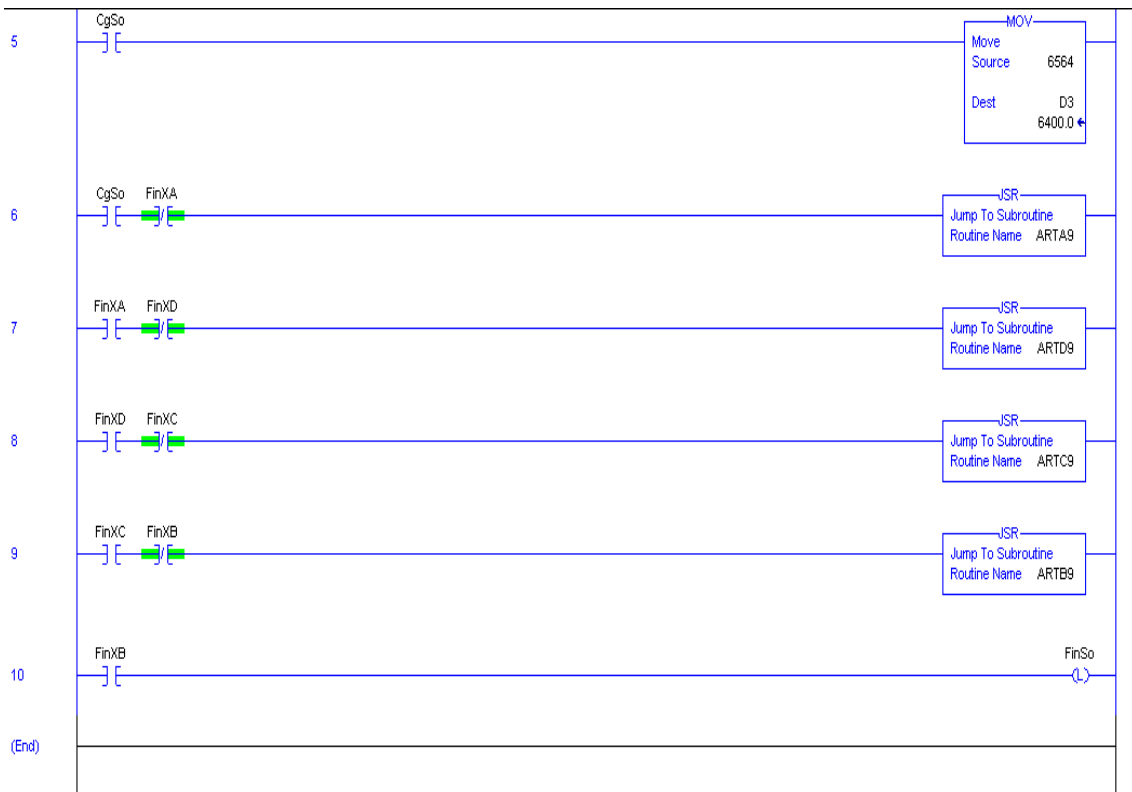 CgSo
MOV
5
Move
Source 6564
Dest D3
6400.0
CgSo FinXA
JSR
6
Jump To Subroutine
Routine Name ARTA9
FinXA FinXD
JSR
7
Jump To Subroutine
Routine Name ARTD9
FinXD FinXC
JSR
8
Jump To Subroutine
Routine Name ARTC9
FinXC FinXB
JSR
9
Jump To Subroutine
Routine Name ARTB9
FinXB FinSo
10 L
(End)